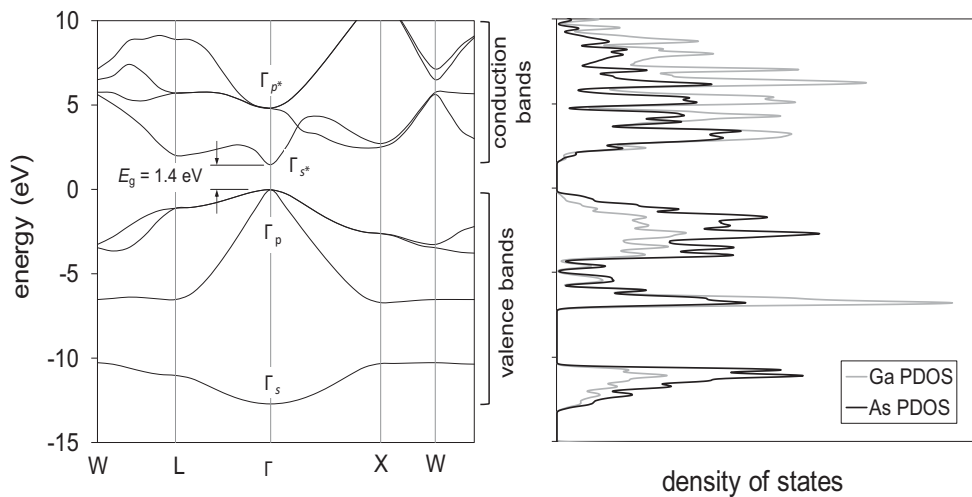 10
5
0
-5
-10
-15
energy (eV)
W
L
Γ
X
W
Γp*
Γs*
Eg = 1.4 eV
Γp
Γs
conduction
bands
valence bands
Ga PDOS
As PDOS
density of states